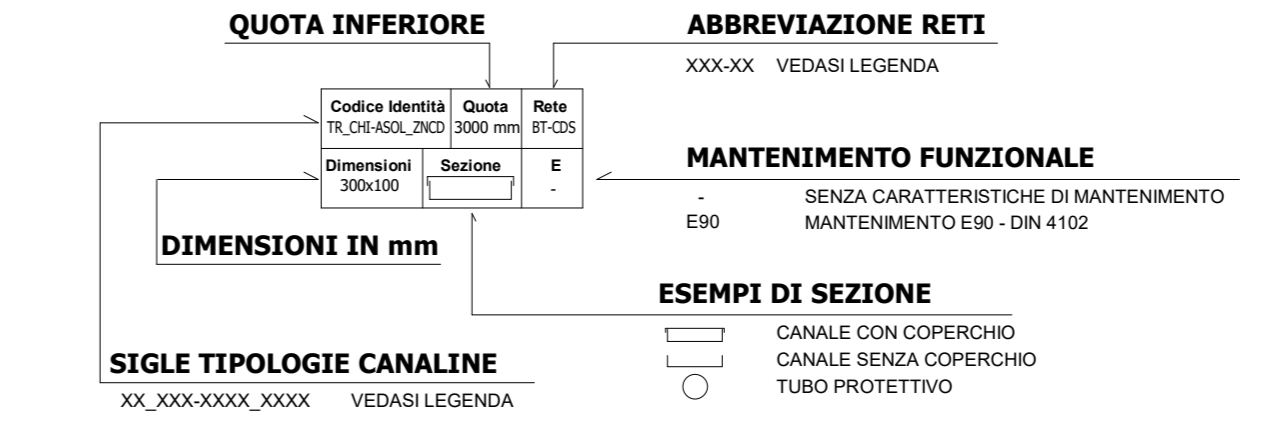 QUOTA INFERIORE
ABBREVIAZIONE RETI
XXX-XX VEDASI LEGENDA
Codice Identità Quota Rete
TR_CHI-ASOL_ZNCD 3000 mm BT-CDS
Dimensioni Sezione E
300x100 -
MANTENIMENTO FUNZIONALE
- SENZA CARATTERISTICHE DI MANTENIMENTO
E90 MANTENIMENTO E90 - DIN 4102
DIMENSIONI IN mm
ESEMPI DI SEZIONE
CANALE CON COPERCHIO
CANALE SENZA COPERCHIO
TUBO PROTETTIVO
SIGLE TIPOLOGIE CANALINE
XX_XXX-XXXX_XXXX VEDASI LEGENDA